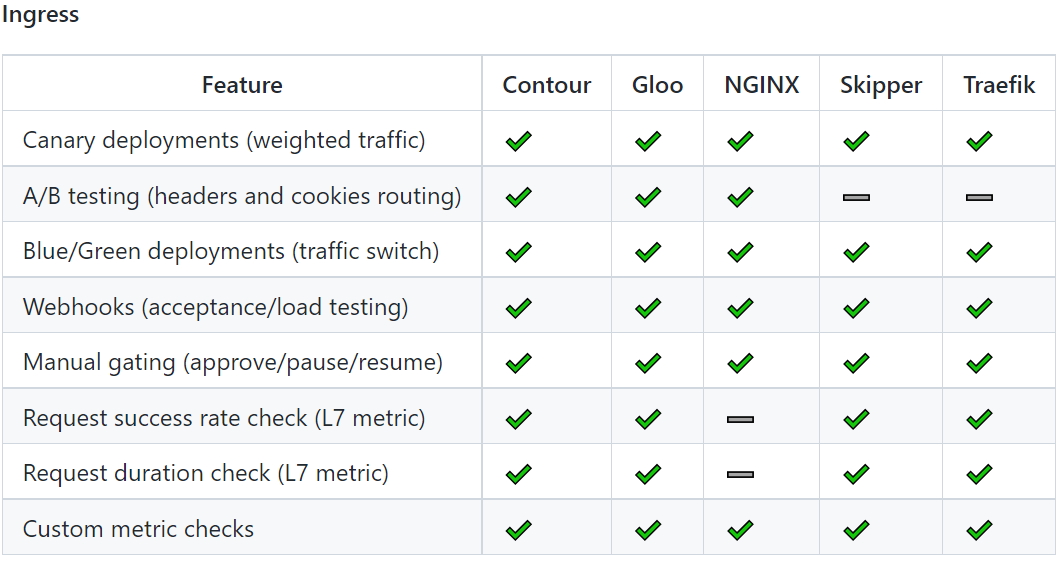 Ingress
Feature Contour Gloo NGINX Skipper Traefik
Canary deployments (weighted traffic) ✔ ✔ ✔ ✔ ✔
A/B testing (headers and cookies routing) ✔ ✔ ✔ ➖ ➖
Blue/Green deployments (traffic switch) ✔ ✔ ✔ ✔ ✔
Webhooks (acceptance/load testing) ✔ ✔ ✔ ✔ ✔
Manual gating (approve/pause/resume) ✔ ✔ ✔ ✔ ✔
Request success rate check (L7 metric) ✔ ✔ ➖ ✔ ✔
Request duration check (L7 metric) ✔ ✔ ➖ ✔ ✔
Custom metric checks ✔ ✔ ✔ ✔ ✔